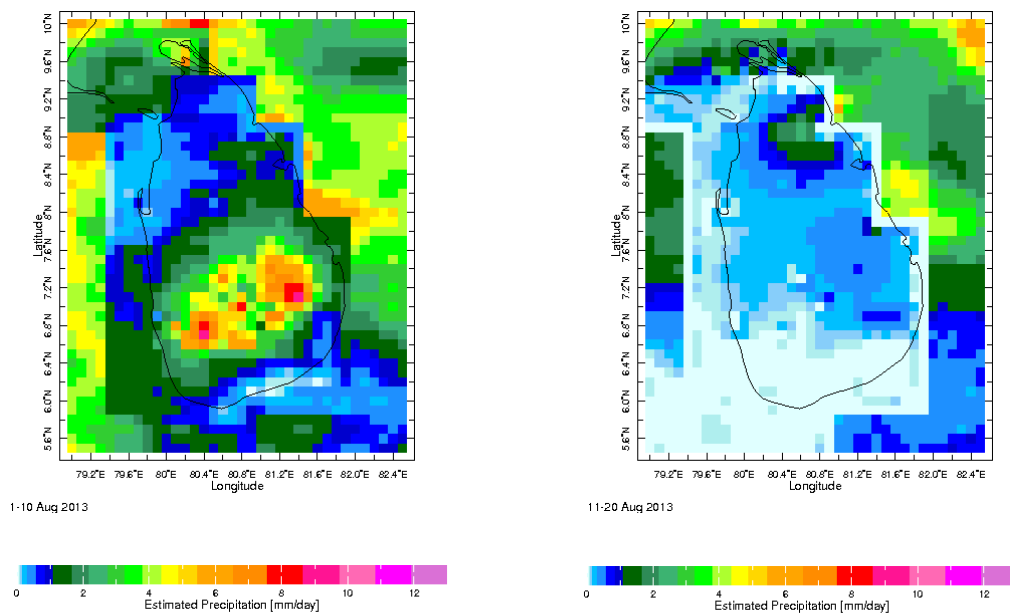 10°N
9.6°N
9.2°N
8.8°N
8.4°N
8°N
7.6°N
7.2°N
6.8°N
6.4°N
6.0°N
5.6°N
Latitude
79.2°E 79.6°E 80°E 80.4°E 80.8°E 81.2°E 81.6°E 82.0°E 82.4°E
Longitude
1-10 Aug 2013
0 2 4 6 8 10 12
Estimated Precipitation [mm/day]
10°N
9.6°N
9.2°N
8.8°N
8.4°N
8°N
7.6°N
7.2°N
6.8°N
6.4°N
6.0°N
5.6°N
Latitude
79.2°E 79.6°E 80°E 80.4°E 80.8°E 81.2°E 81.6°E 82.0°E 82.4°E
Longitude
11-20 Aug 2013
0 2 4 6 8 10 12
Estimated Precipitation [mm/day]